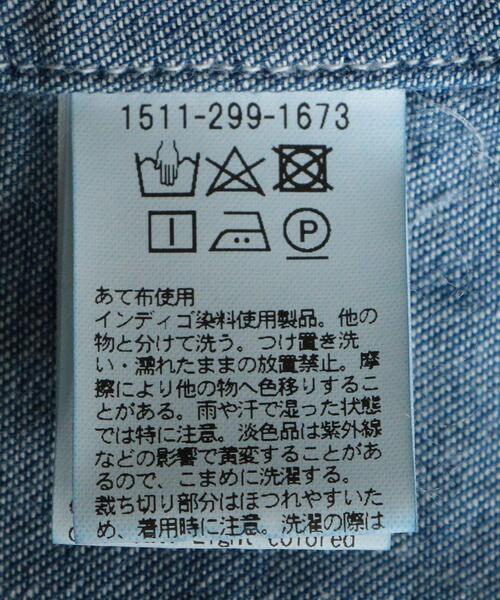 1511-299-1673
P
あて布使用
インディゴ染料使用製品。他の
物と分けて洗う。つけ置き洗
い・濡れたままの放置禁止。摩
擦により他の物へ色移りするこ
とがある。雨や汗で湿った状態
では特に注意。淡色品は紫外線
などの影響で黄変することがあ
るので、こまめに洗濯する。
裁ち切り部分はほつれやすいた
め、着用時に注意。洗濯の際は
Light colored